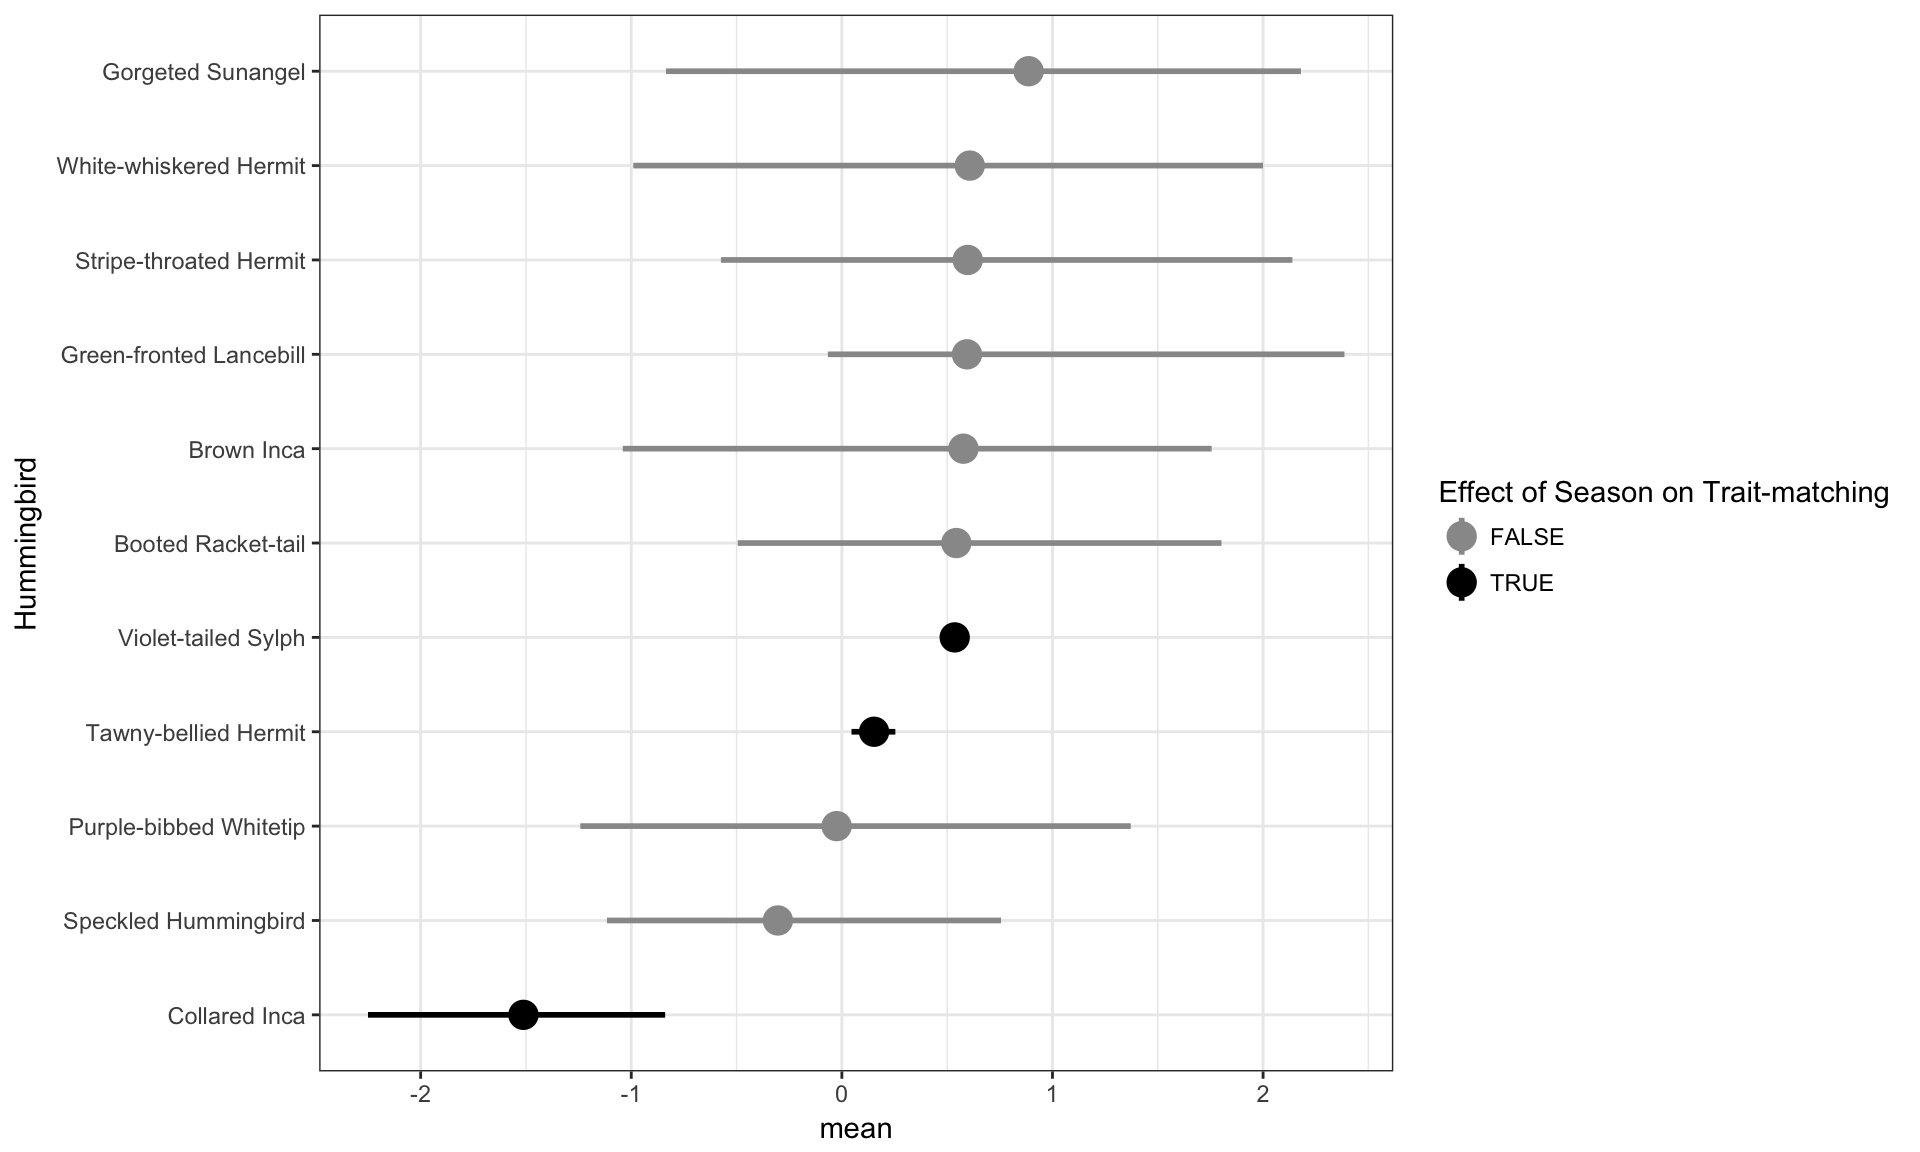 Gorgeted Sunangel
White-whiskered Hermit
Stripe-throated Hermit
Green-fronted Lancebill
Brown Inca
Booted Racket-tail
Violet-tailed Sylph
Tawny-bellied Hermit
Purple-bibbed Whitetip
Speckled Hummingbird
Collared Inca
Hummingbird
-2 -1 0 1 2
mean
Effect of Season on Trait-matching
FALSE
TRUE